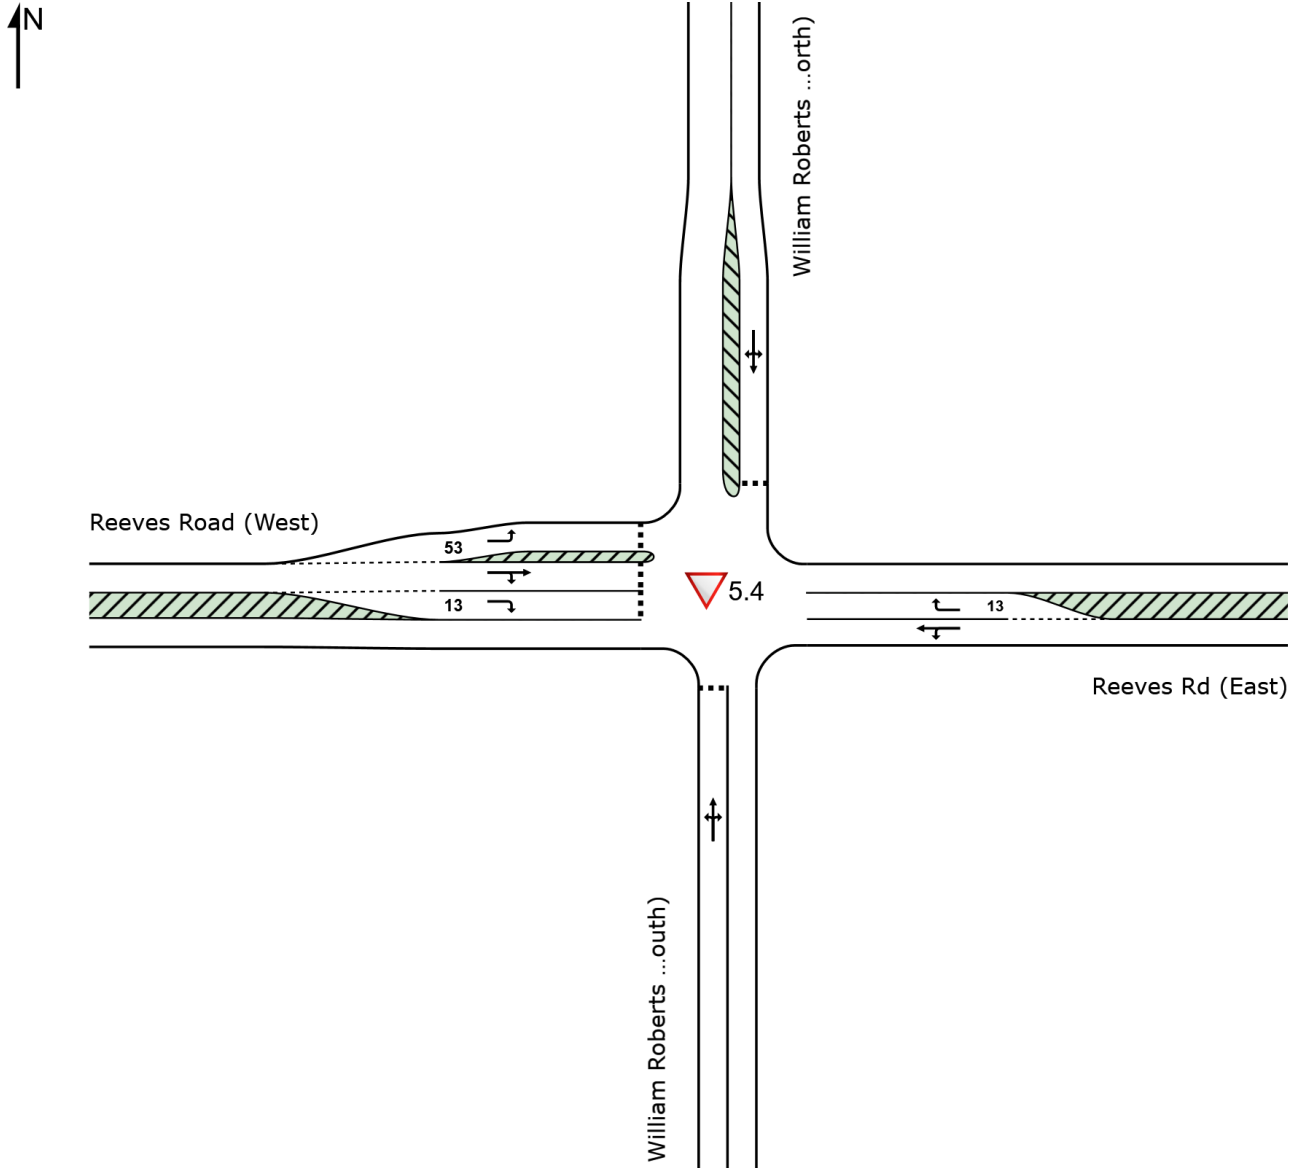 N
William Roberts ...orth)
Reeves Road (West)
53
13
5.4
13
Reeves Rd (East)
William Roberts ...outh)